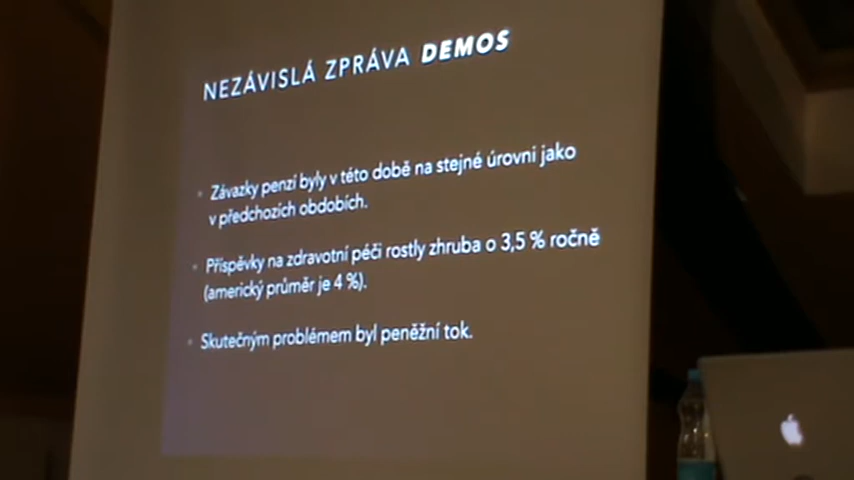 NEZÁVISLÁ ZPRÁVA DEMOS
Závazky penzí byly v této době na stejné úrovni jako
v předchozích obdobích.
Příspěvky na zdravotní péči rostly zhruba o 3,5 % ročně
(americký průměr je 4 %).
Skutečným problémem byl peněžní tok.